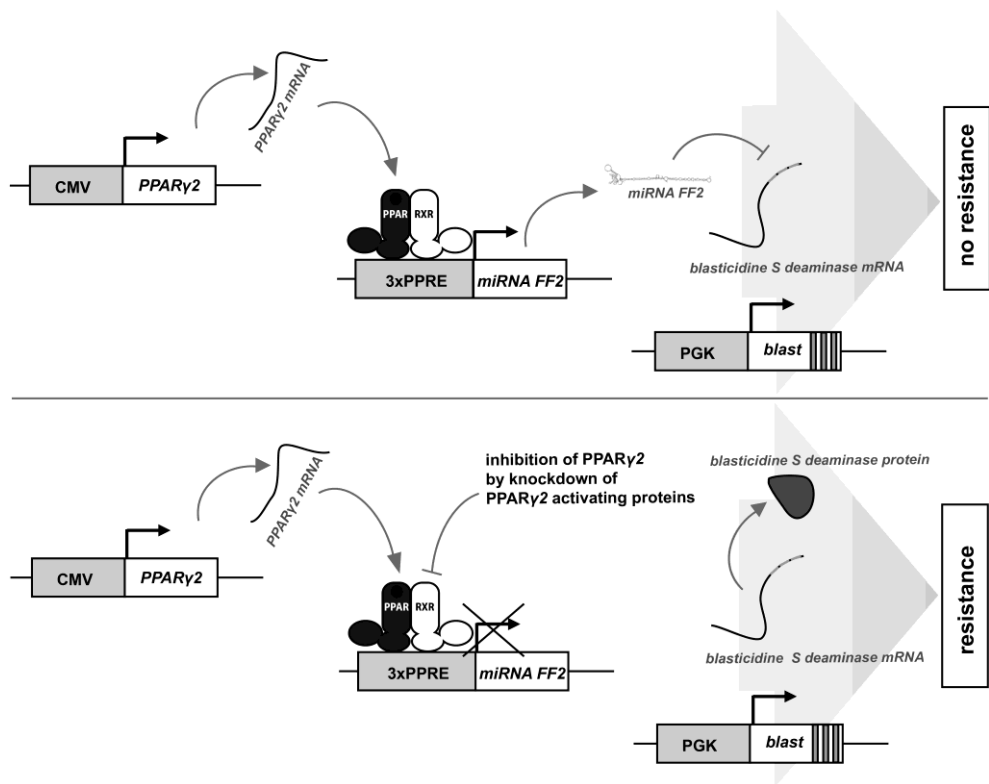 PPARγ2 mRNA
CMV
PPARγ2
PPAR
RXR
3xPPRE
miRNA FF2
miRNA FF2
blasticidine S deaminase mRNA
PGK
blast
no resistance
PPARγ2 mRNA
CMV
PPARγ2
inhibition of PPARγ2
by knockdown of
PPARγ2 activating proteins
PPAR
RXR
3xPPRE
miRNA FF2
blasticidine S deaminase protein
blasticidine S deaminase mRNA
PGK
blast
resistance